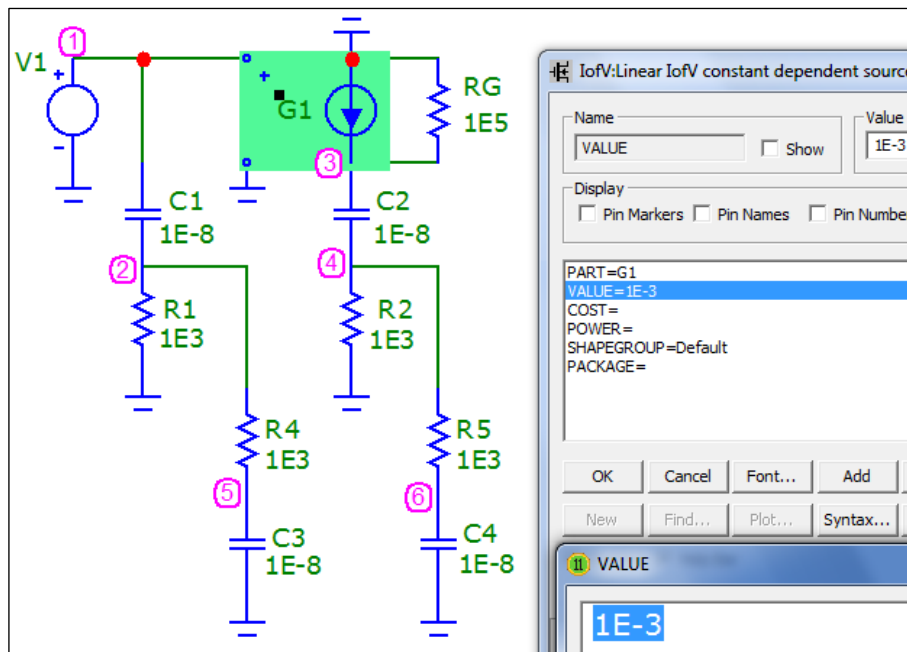 V1
1
+
-
G1
+
RG
1E5
3
C1
1E-8
C2
1E-8
2
4
R1
1E3
R2
1E3
R4
1E3
R5
1E3
5
6
C3
1E-8
C4
1E-8
IofV:Linear IofV constant dependent source
Name
VALUE
Show
Value
1E-3
Display
Pin Markers
Pin Names
PART=G1
VALUE=1E-3
COST=
POWER=
SHAPEGROUP=Default
PACKAGE=
OK
Cancel
Font...
Add
New
Find...
Plot...
Syntax...
11 VALUE
1E-3